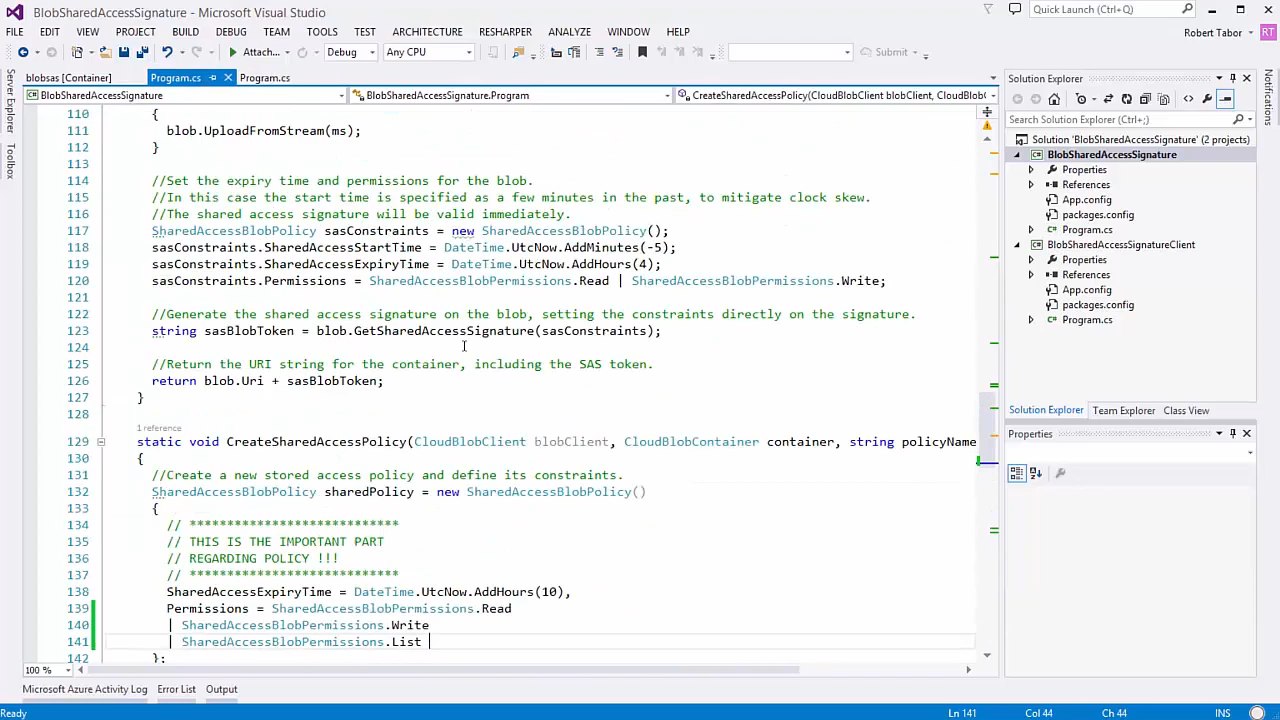 BlobSharedAccessSignature - Microsoft Visual Studio
Quick Launch (Ctrl+Q)
FILE EDIT VIEW PROJECT BUILD DEBUG TEAM TOOLS TEST ARCHITECTURE RESHARPER ANALYZE WINDOW HELP
Robert Tabor RT
Attach... Debug Any CPU Submit
Server Explorer
Toolbox
blobsas [Container] Program.cs Program.cs
BlobSharedAccessSignature BlobSharedAccessSignature.Program CreateSharedAccessPolicy(CloudBlobClient blobClient, CloudBlobC
110 {
111 blob.UploadFromStream(ms);
112 }
113
114 //Set the expiry time and permissions for the blob.
115 //In this case the start time is specified as a few minutes in the past, to mitigate clock skew.
116 //The shared access signature will be valid immediately.
117 SharedAccessBlobPolicy sasConstraints = new SharedAccessBlobPolicy();
118 sasConstraints.SharedAccessStartTime = DateTime.UtcNow.AddMinutes(-5);
119 sasConstraints.SharedAccessExpiryTime = DateTime.UtcNow.AddHours(4);
120 sasConstraints.Permissions = SharedAccessBlobPermissions.Read | SharedAccessBlobPermissions.Write;
121
122 //Generate the shared access signature on the blob, setting the constraints directly on the signature.
123 string sasBlobToken = blob.GetSharedAccessSignature(sasConstraints);
124
125 //Return the URI string for the container, including the SAS token.
126 return blob.Uri + sasBlobToken;
127 }
128
1 reference
129 static void CreateSharedAccessPolicy(CloudBlobClient blobClient, CloudBlobContainer container, string policyName
130 {
131 //Create a new stored access policy and define its constraints.
132 SharedAccessBlobPolicy sharedPolicy = new SharedAccessBlobPolicy()
133 {
134 // ****************************
135 // THIS IS THE IMPORTANT PART
136 // REGARDING POLICY !!!
137 // ****************************
138 SharedAccessExpiryTime = DateTime.UtcNow.AddHours(10),
139 Permissions = SharedAccessBlobPermissions.Read
140 | SharedAccessBlobPermissions.Write
141 | SharedAccessBlobPermissions.List
142 };
100 %
Solution Explorer
Search Solution Explorer (Ctrl+;)
Solution 'BlobSharedAccessSignature' (2 projects)
BlobSharedAccessSignature
Properties
References
App.config
packages.config
Program.cs
BlobSharedAccessSignatureClient
Properties
References
App.config
packages.config
Program.cs
Solution Explorer Team Explorer Class View
Properties
Notifications
Microsoft Azure Activity Log Error List Output
Ready Ln 141 Col 44 Ch 44 INS